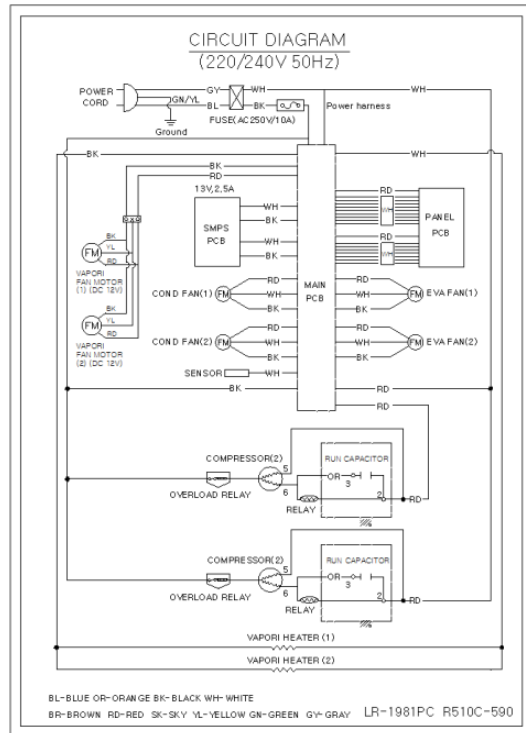 CIRCUIT DIAGRAM
(220/240V 50Hz)
POWER CORD
GY
WH
WH
GN/YL
BL
BK
Ground
FUSE(AC250V/10A)
Power harness
BK
BK
RD
WH
13V,2.5A
SMPS PCB
WH
BK
WH
BK
MAIN PCB
RD
WH
RD
WH
PANEL PCB
BK
YL
RD
FM
VAPORI FAN MOTOR (1) (DC 12V)
BK
YL
RD
FM
VAPORI FAN MOTOR (2) (DC 12V)
COND FAN(1)
FM
RD
WH
BK
RD
WH
BK
FM
EVA FAN(1)
COND FAN(2)
FM
RD
WH
BK
RD
WH
BK
FM
EVA FAN(2)
SENSOR
WH
BK
RD
RD
COMPRESSOR(2)
5
6
OVERLOAD RELAY
RELAY
RUN CAPACITOR
OR
3
2
RD
COMPRESSOR(2)
5
6
OVERLOAD RELAY
RELAY
RUN CAPACITOR
OR
3
2
RD
VAPORI HEATER (1)
VAPORI HEATER (2)
BL-BLUE OR-ORANGE BK-BLACK WH-WHITE
BR-BROWN RD-RED SK-SKY YL-YELLOW GN-GREEN GY-GRAY LR-1981PC R510C-590